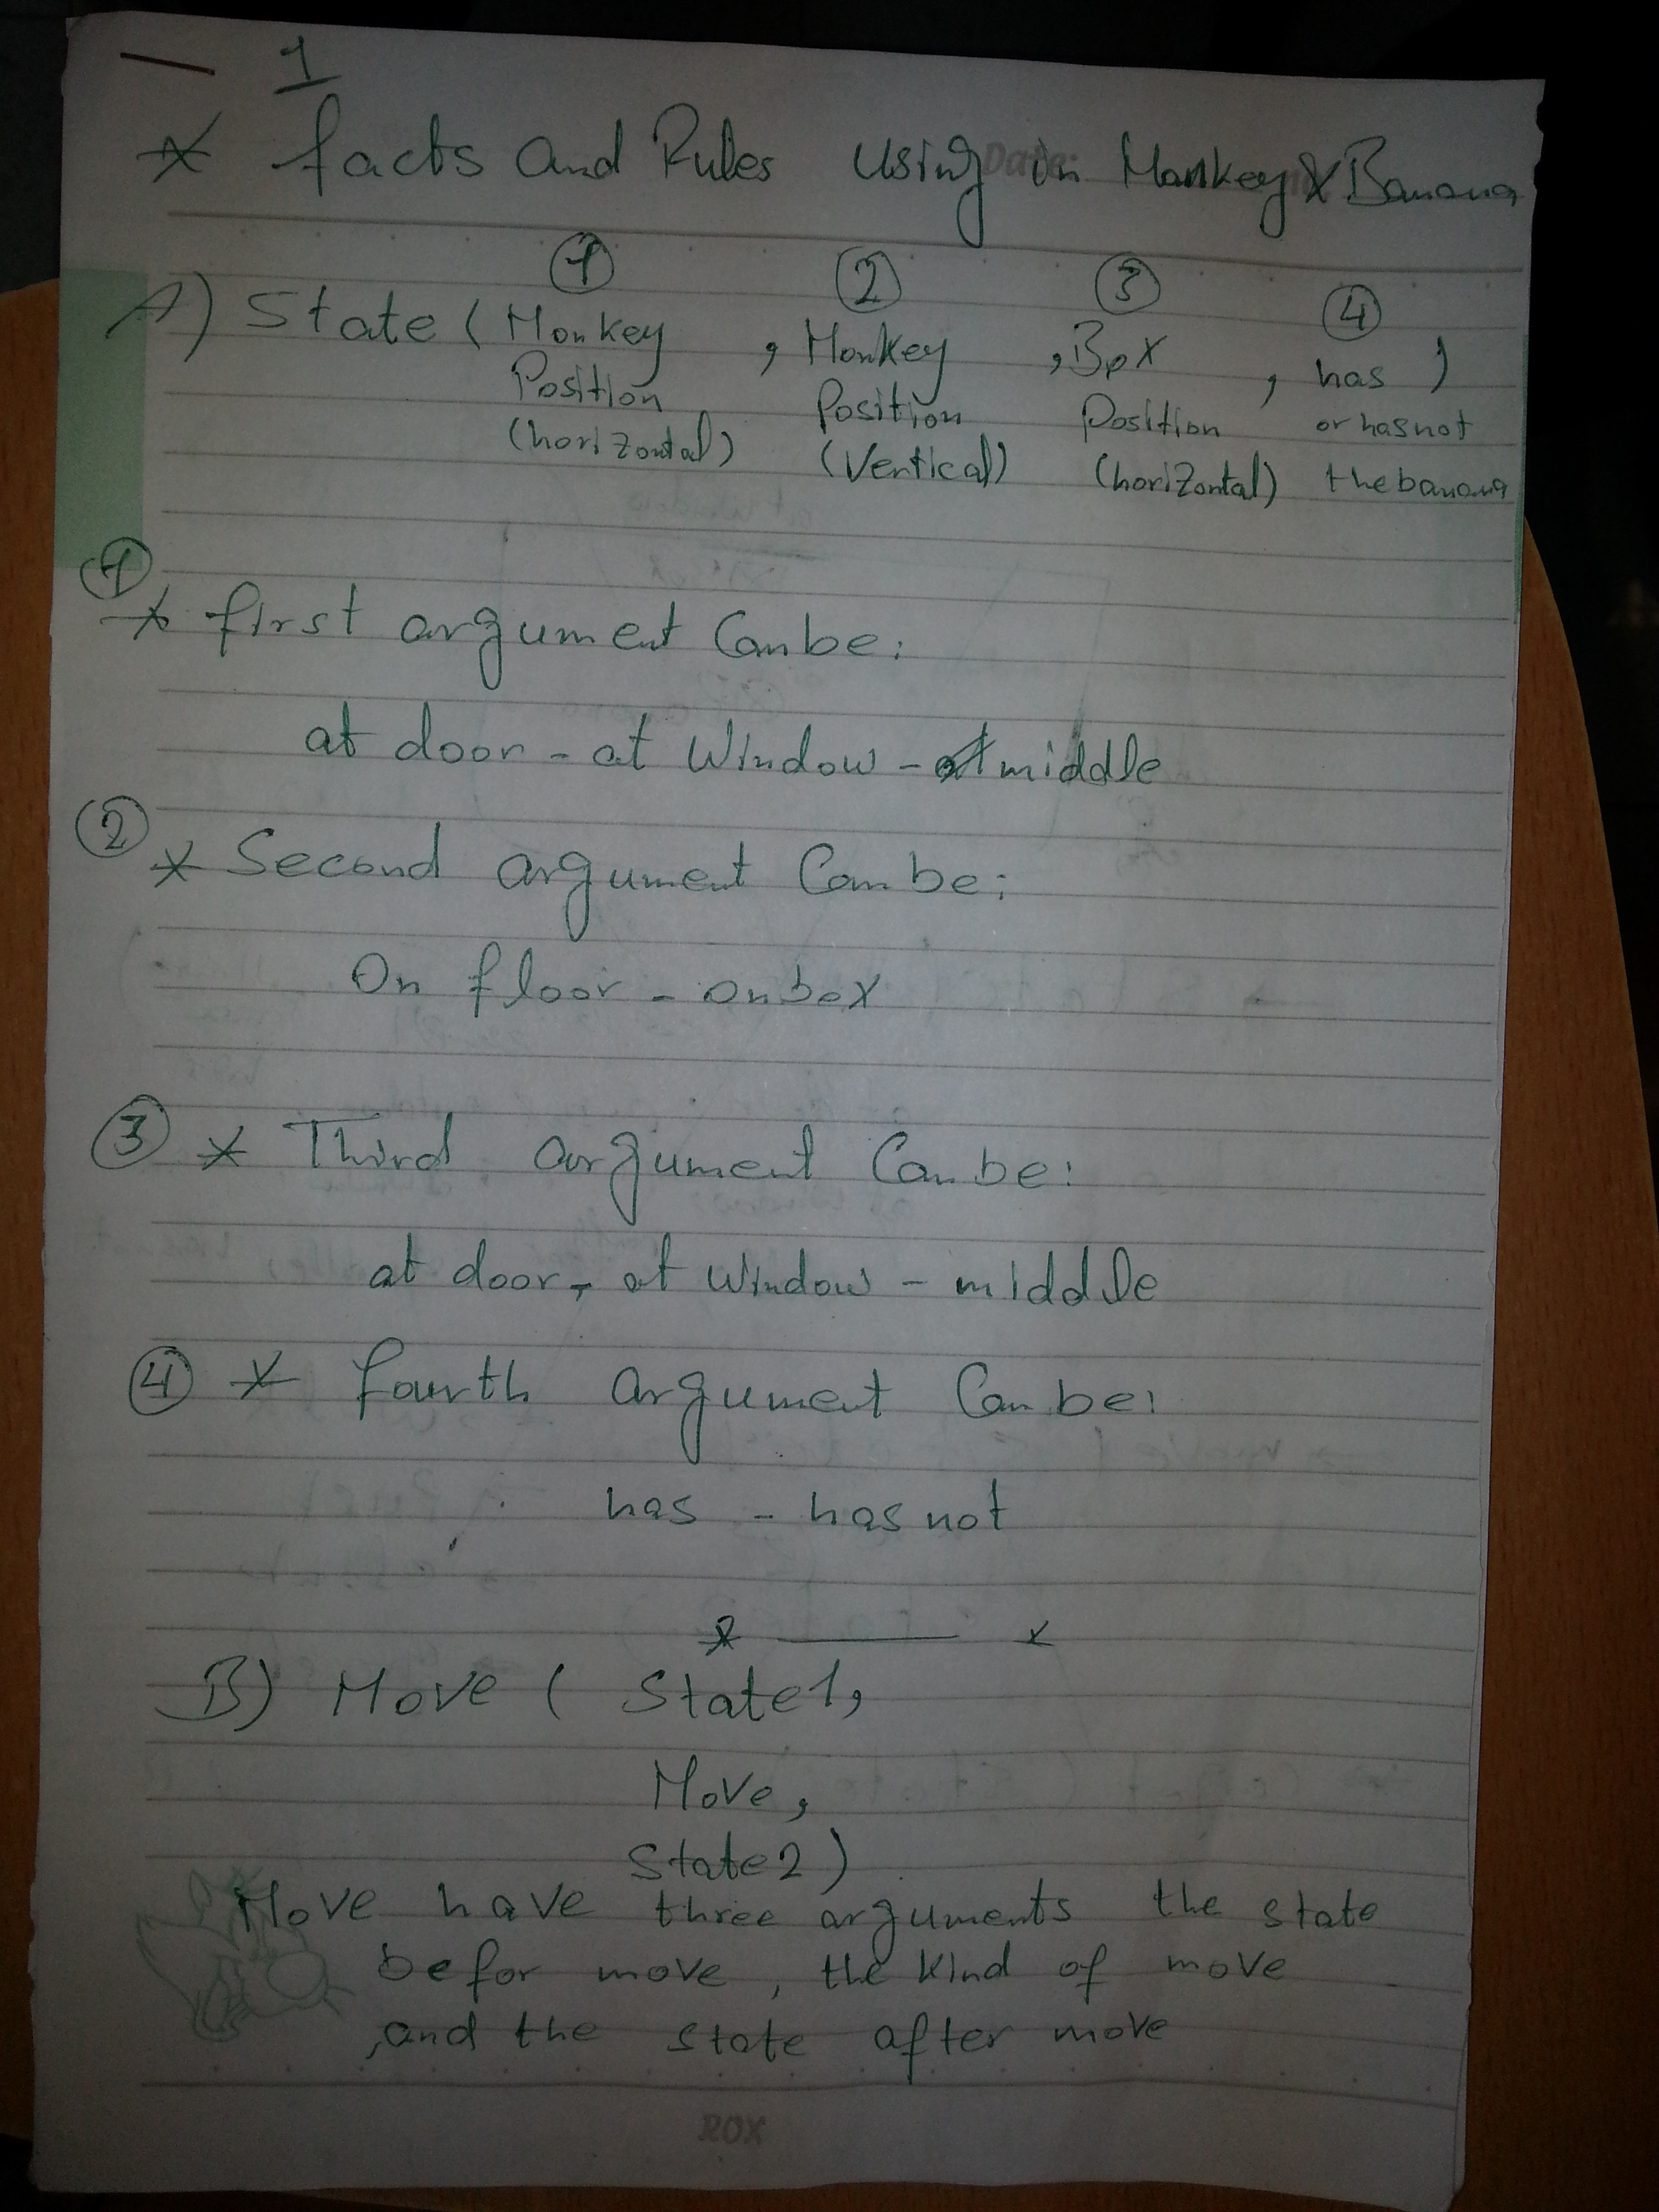 1
* facts and Rules Using in Monkey & Banana
Date:
① ② ③ ④
A) State ( Monkey , Monkey , Box , has )
Position Position Position or has not
(horizontal) (Vertical) (horizontal) the banana
①
* first argument Can be:
at door - at Window - at middle
②
* Second argument Can be:
On floor - on box
③ * Third argument Can be:
at door - at window - middle
④ * fourth argument Can be:
has - has not
B) Move ( State1,
Move,
State2)
Move have three arguments the state
befor move , the kind of move
,and the state after move
ROX